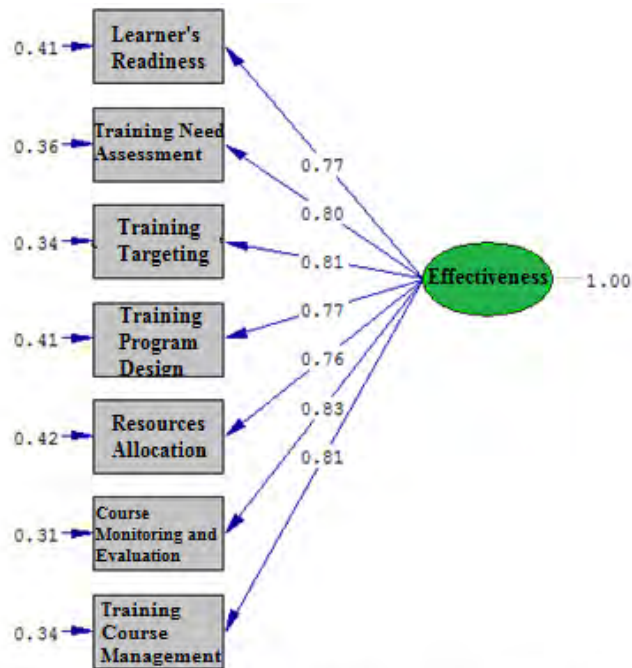 0.41
Learner's
Readiness
0.36
Training Need
Assessment
0.34
Training
Targeting
0.41
Training
Program
Design
0.42
Resources
Allocation
0.31
Course
Monitoring and
Evaluation
0.34
Training
Course
Management
0.77
0.80
0.81
0.77
0.76
0.83
0.81
Effectiveness
1.00